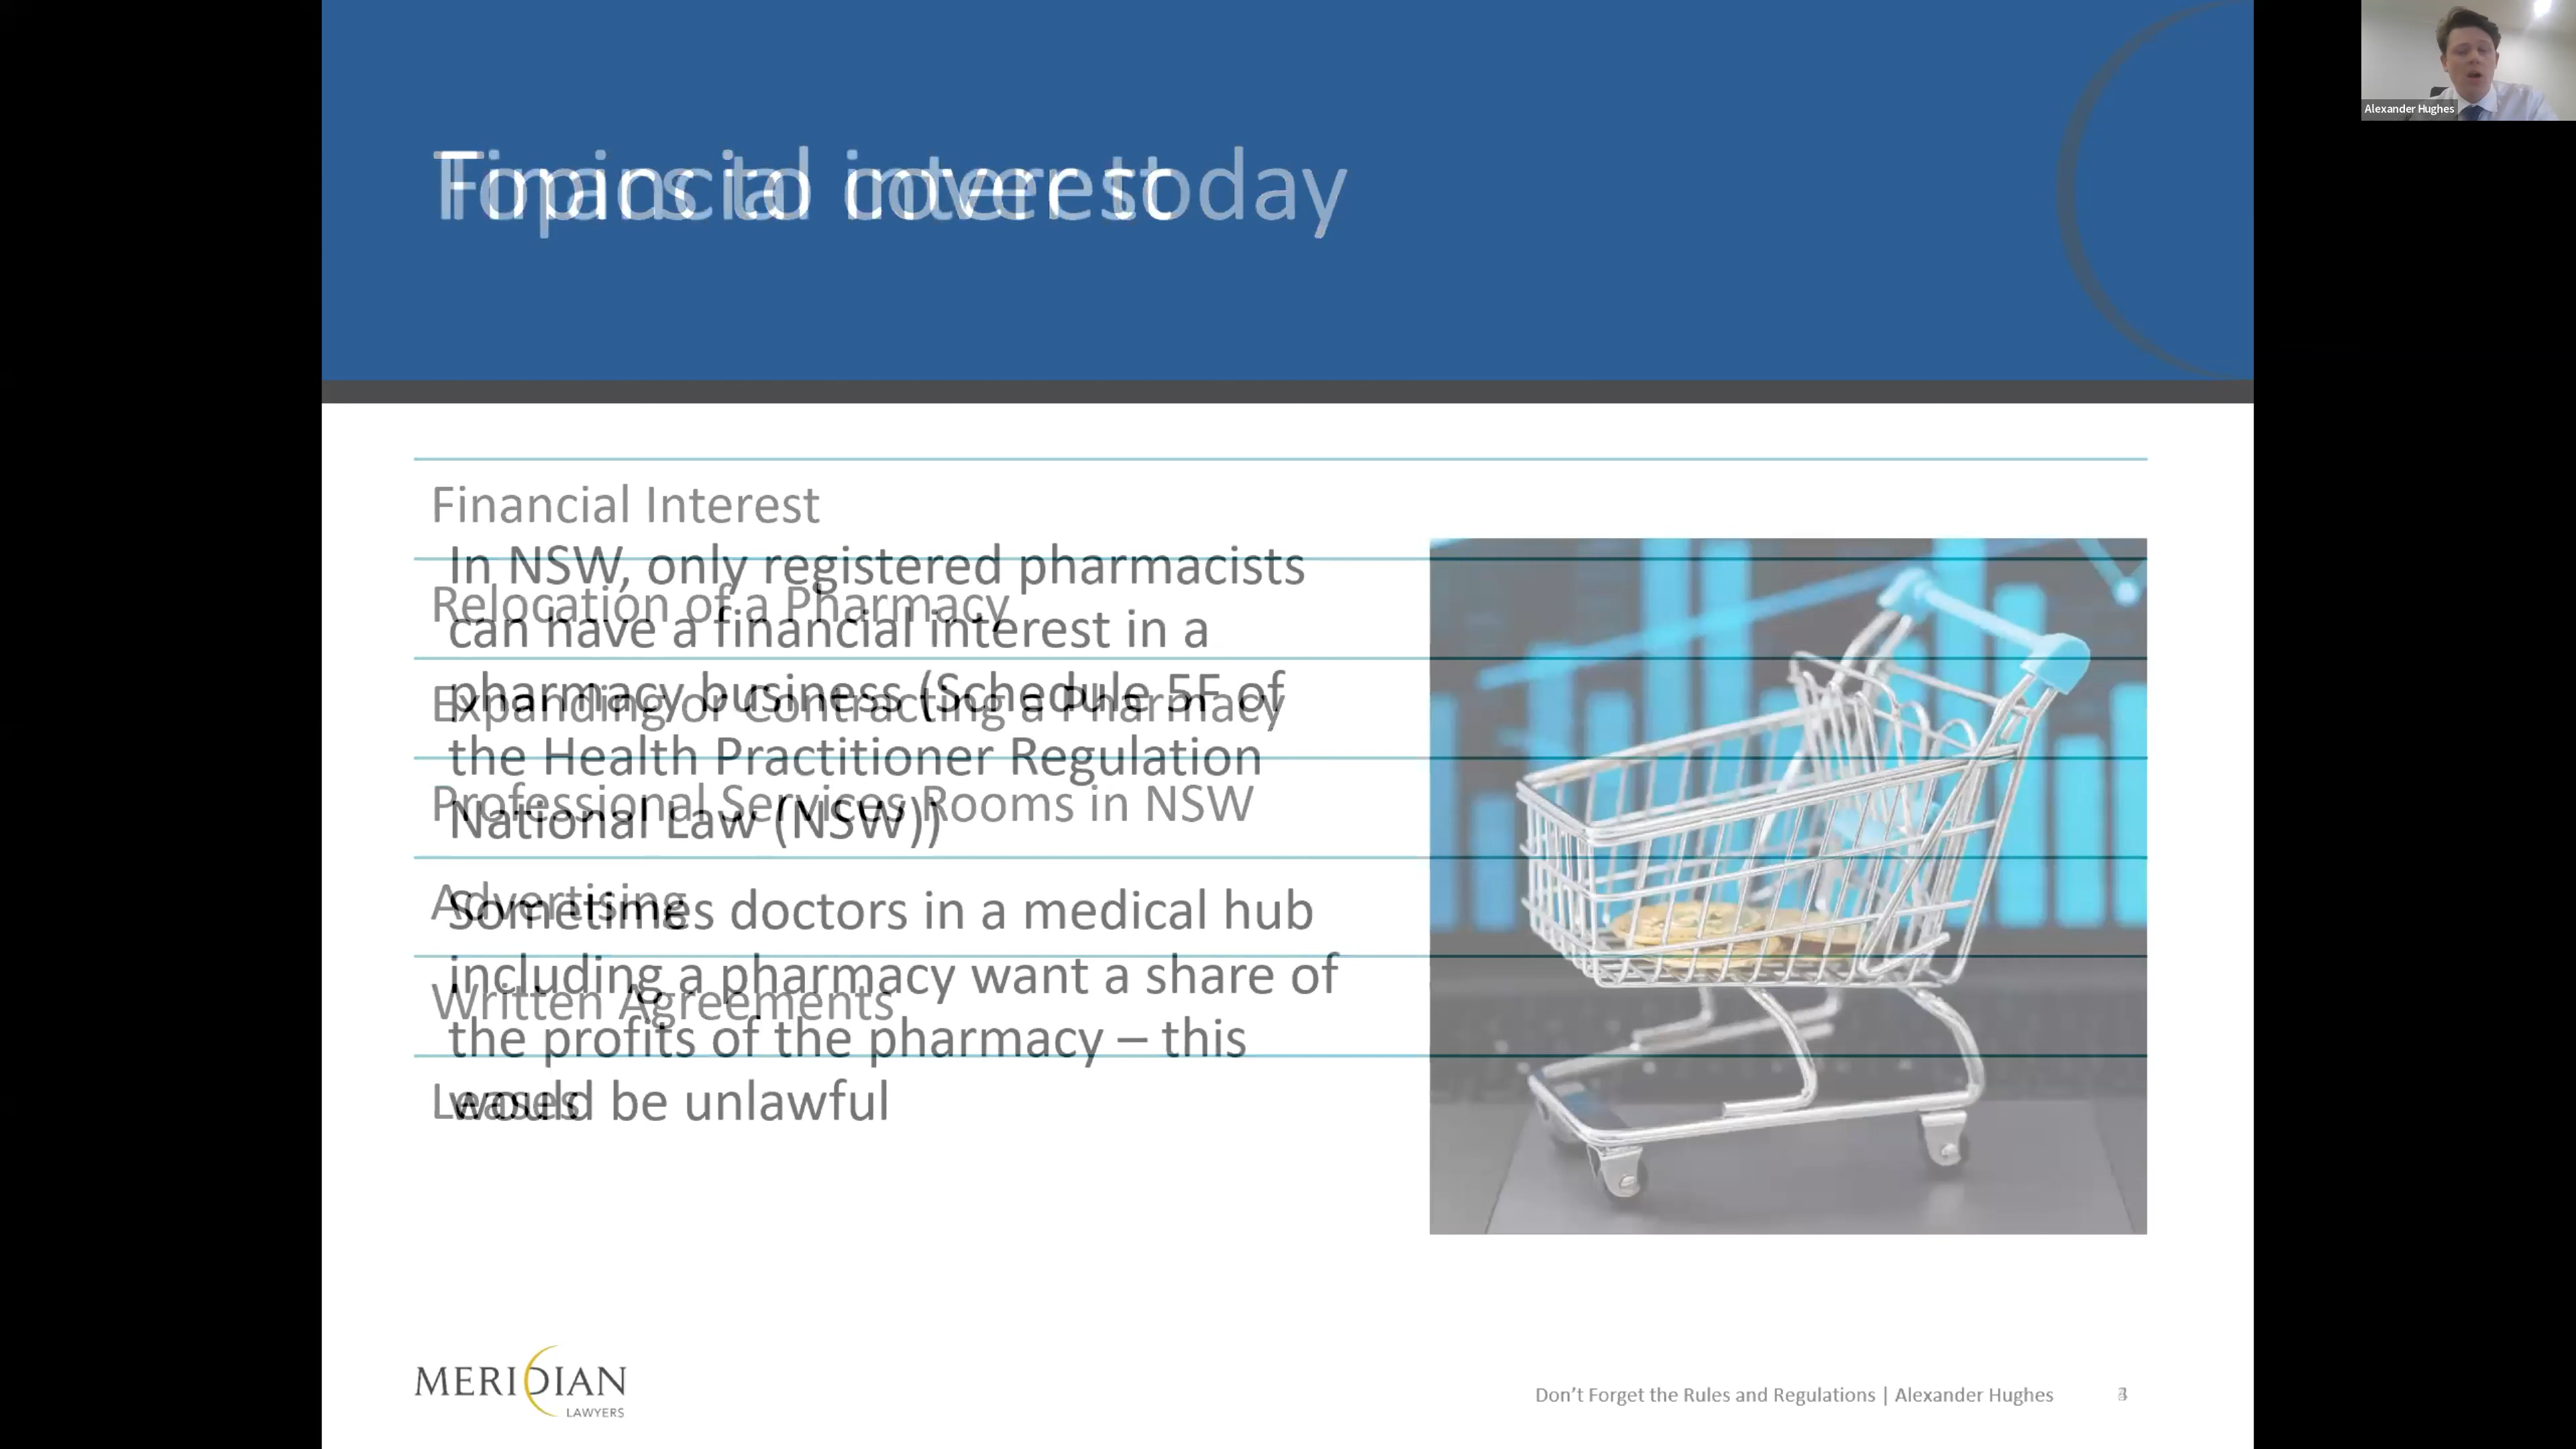 Topics to cover today
Financial interest
Financial Interest
Relocation of a Pharmacy
Expanding or Contracting a Pharmacy
Professional Services Rooms in NSW
Advertising
Written Agreements
Leases
In NSW, only registered pharmacists
can have a financial interest in a
pharmacy business (Schedule 5F of
the Health Practitioner Regulation
National Law (NSW))
Sometimes doctors in a medical hub
including a pharmacy want a share of
the profits of the pharmacy – this
would be unlawful
MERIDIAN
LAWYERS
Don't Forget the Rules and Regulations | Alexander Hughes
Alexander Hughes